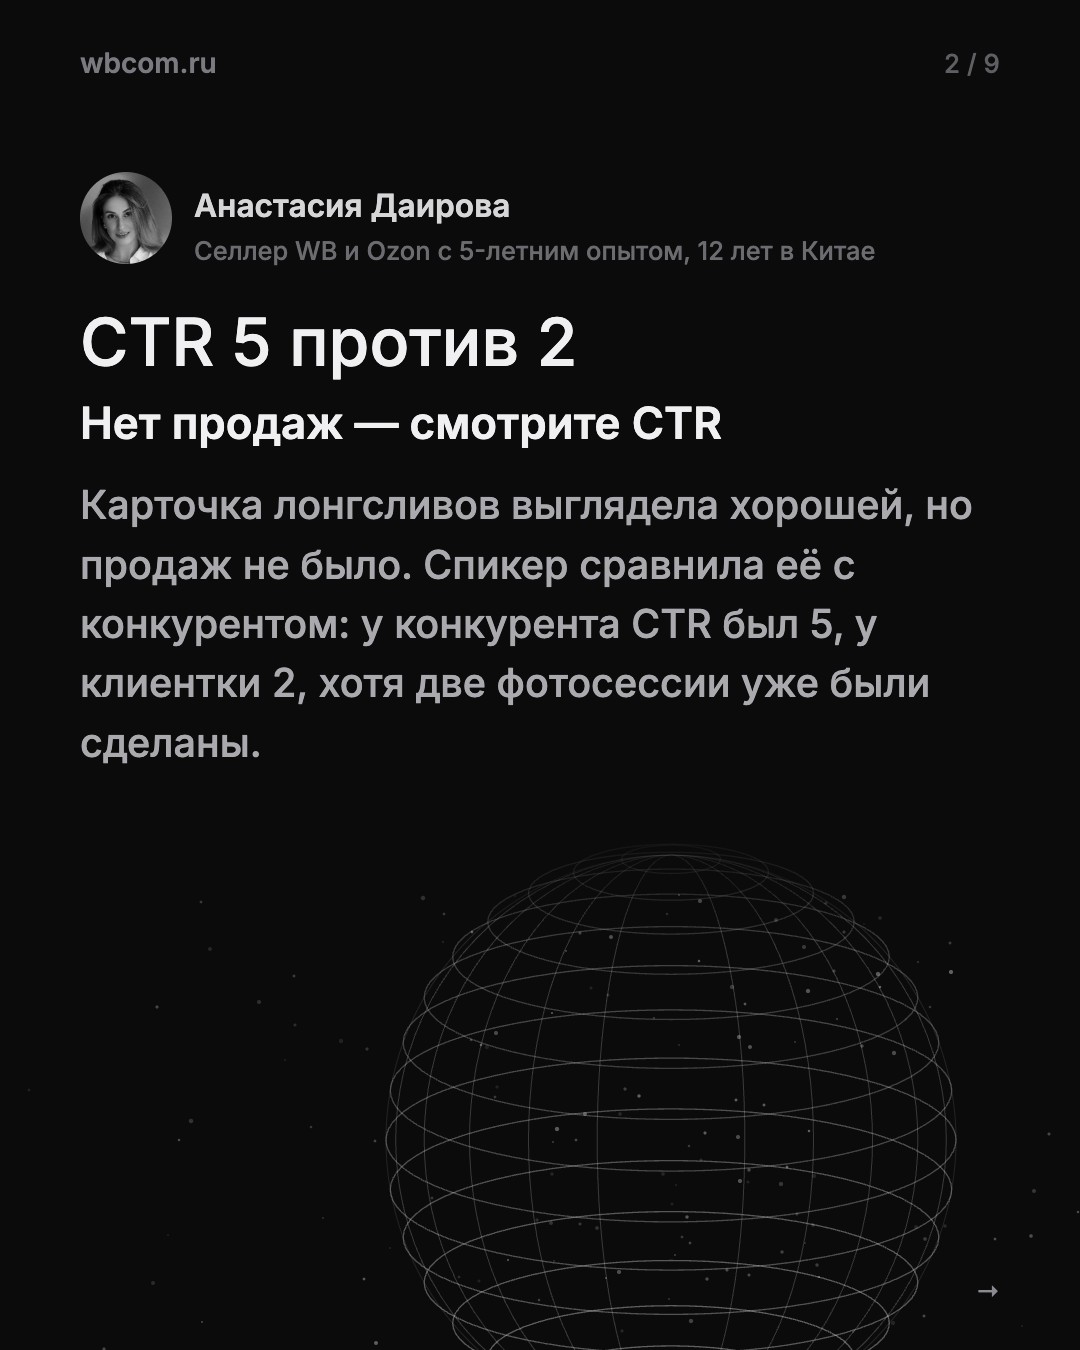 wbcom.ru
2 / 9
Анастасия Даирова
Селлер WB и Ozon с 5-летним опытом, 12 лет в Китае
CTR 5 против 2
Нет продаж — смотрите CTR
Карточка лонгсливов выглядела хорошей, но
продаж не было. Спикер сравнила её с
конкурентом: у конкурента CTR был 5, у
клиентки 2, хотя две фотосессии уже были
сделаны.
→